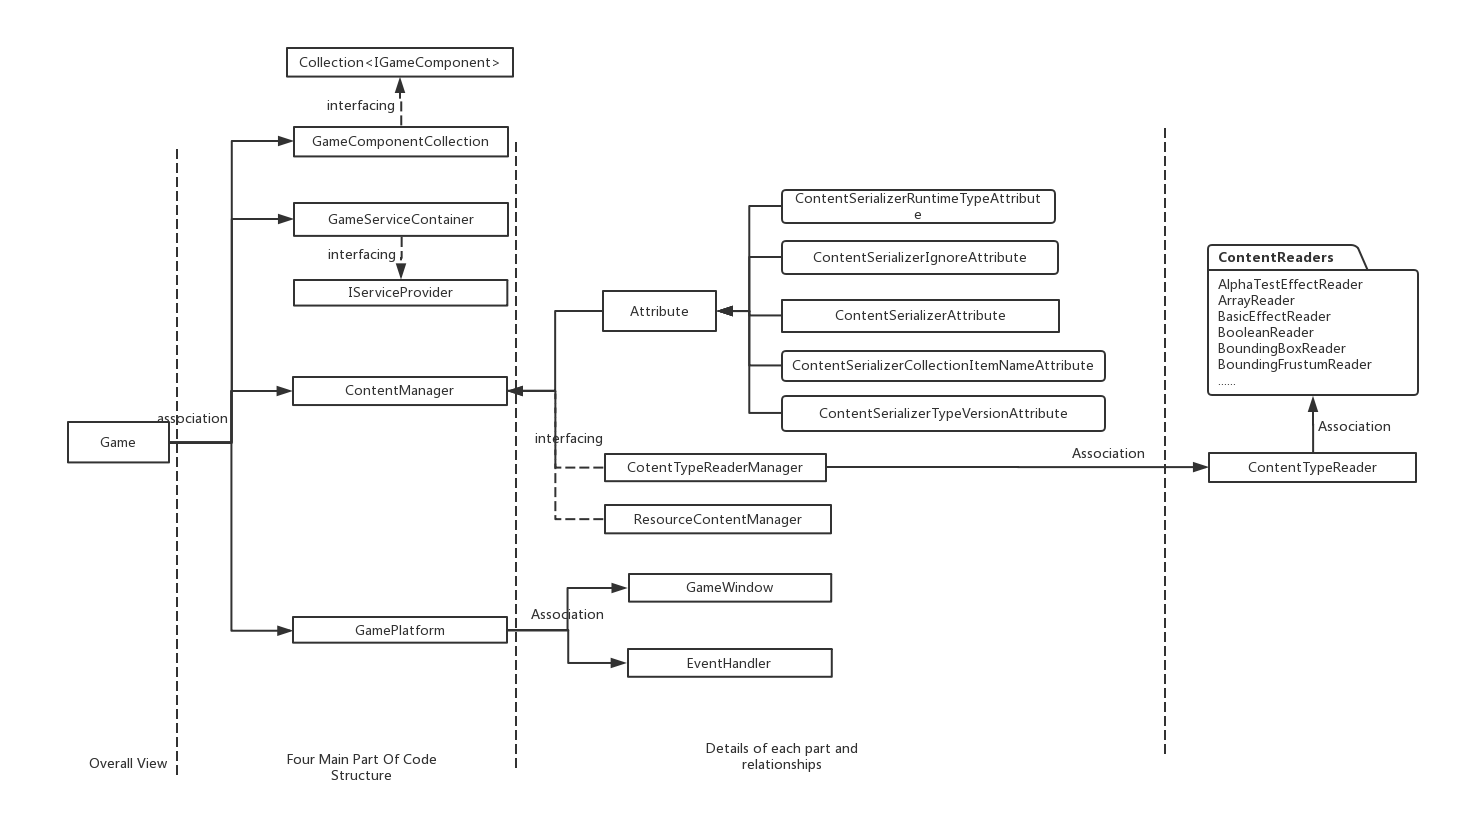 Collection<IGameComponent>
interfacing
GameComponentCollection
GameServiceContainer
interfacing
IServiceProvider
ContentManager
association
Game
GamePlatform
Overall View
Four Main Part Of Code
Structure
ContentSerializerRuntimeTypeAttribut
e
ContentSerializerIgnoreAttribute
Attribute
ContentSerializerAttribute
ContentSerializerCollectionItemNameAttribute
ContentSerializerTypeVersionAttribute
interfacing
CotentTypeReaderManager
ResourceContentManager
GameWindow
Association
EventHandler
Details of each part and
relationships
Association
ContentReaders
AlphaTestEffectReader
ArrayReader
BasicEffectReader
BooleanReader
BoundingBoxReader
BoundingFrustumReader
......
Association
ContentTypeReader